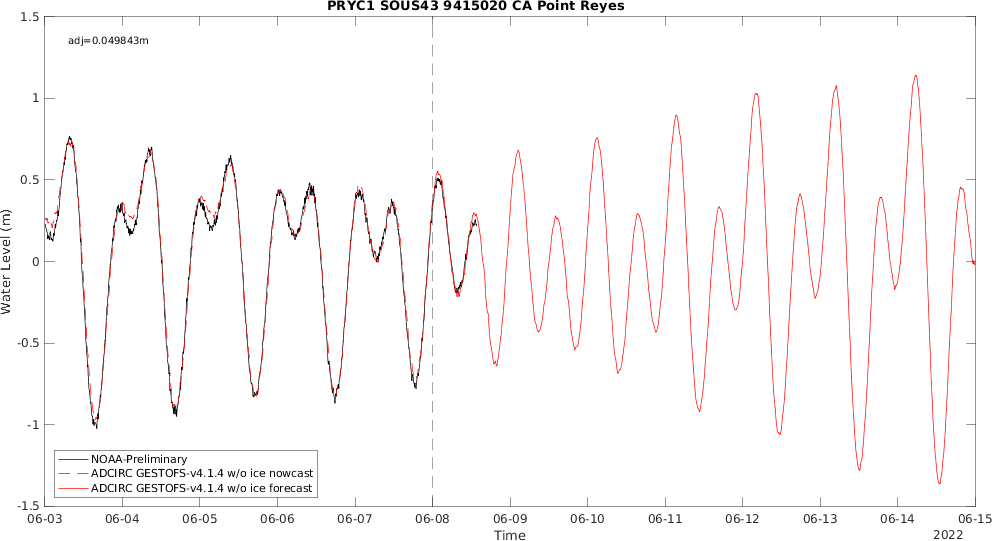 PRYC1 SOUS43 9415020 CA Point Reyes
1.5
adj=0.049843m
1
0.5
0
-0.5
-1
-1.5
Water Level (m)
NOAA-Preliminary
ADCIRC GESTOFS-v4.1.4 w/o ice nowcast
ADCIRC GESTOFS-v4.1.4 w/o ice forecast
06-03 06-04 06-05 06-06 06-07 06-08 06-09 06-10 06-11 06-12 06-13 06-14 06-15
Time
2022